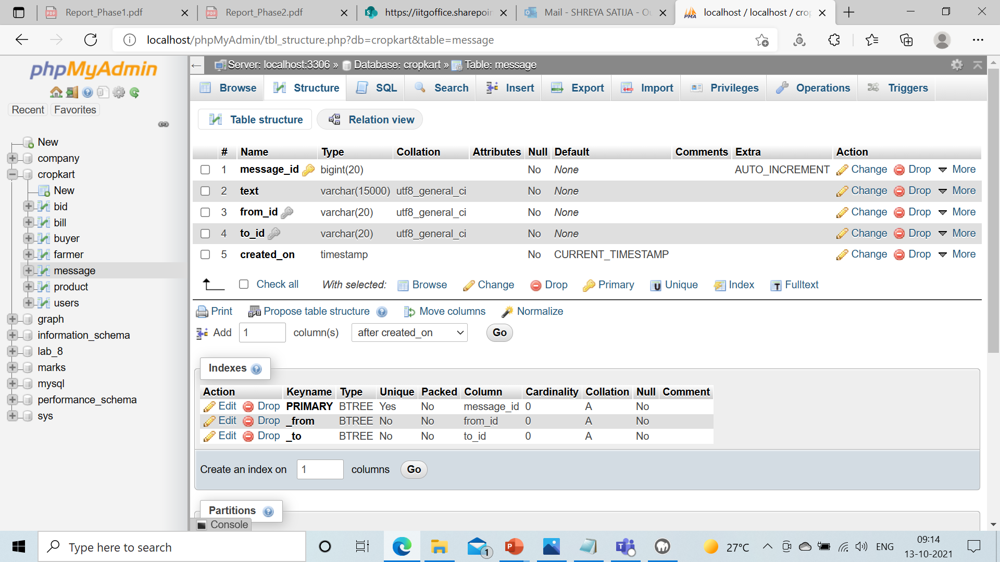 Report_Phase1.pdf
Report_Phase2.pdf
https://iitgoffice.sharepoin
Mail - SHREYA SATIJA - Ou
localhost / localhost / crop
localhost/phpMyAdmin/tbl_structure.php?db=cropkart&table=message
phpMyAdmin
Recent Favorites
New
company
cropkart
New
bid
bill
buyer
farmer
message
product
users
graph
information_schema
lab_8
marks
mysql
performance_schema
sys
Server: localhost:3306 » Database: cropkart » Table: message
Browse Structure SQL Search Insert Export Import Privileges Operations Triggers
Table structure Relation view
# Name Type Collation Attributes Null Default Comments Extra Action
1 message_id bigint(20) No None AUTO_INCREMENT Change Drop More
2 text varchar(15000) utf8_general_ci No None Change Drop More
3 from_id varchar(20) utf8_general_ci No None Change Drop More
4 to_id varchar(20) utf8_general_ci No None Change Drop More
5 created_on timestamp No CURRENT_TIMESTAMP Change Drop More
Check all With selected: Browse Change Drop Primary Unique Index Fulltext
Print Propose table structure Move columns Normalize
Add 1 column(s) after created_on Go
Indexes
Action Keyname Type Unique Packed Column Cardinality Collation Null Comment
Edit Drop PRIMARY BTREE Yes No message_id 0 A No
Edit Drop _from BTREE No No from_id 0 A No
Edit Drop _to BTREE No No to_id 0 A No
Create an index on 1 columns Go
Partitions
Console
Type here to search
1
27°C
ENG
09:14
13-10-2021